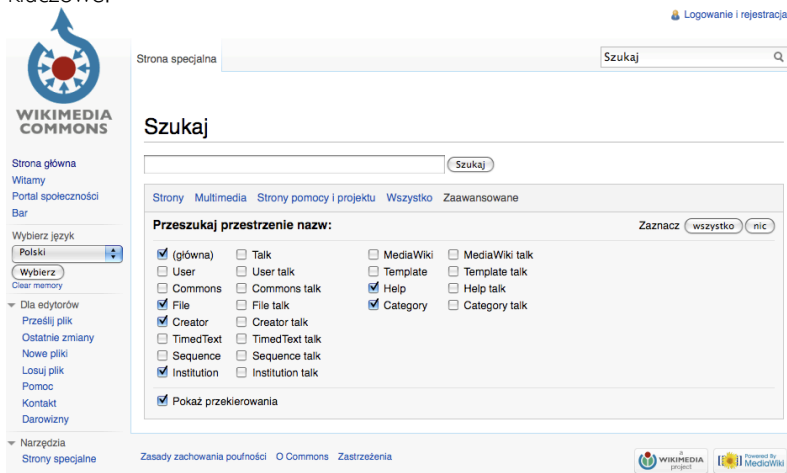 kluczowe.
Logowanie i rejestracja
Strona specjalna
Szukaj
WIKIMEDIA
COMMONS
Szukaj
Szukaj
Strona główna
Witamy
Portal społeczności
Bar
Wybierz język
Polski
Wybierz
Clear memory
Dla edytorów
Prześlij plik
Ostatnie zmiany
Nowe pliki
Losuj plik
Pomoc
Kontakt
Darowizny
Narzędzia
Strony specjalne
Strony Multimedia Strony pomocy i projektu Wszystko Zaawansowane
Przeszukaj przestrzenie nazw: Zaznacz wszystko nic
(główna) Talk MediaWiki MediaWiki talk
User User talk Template Template talk
Commons Commons talk Help Help talk
File File talk Category Category talk
Creator Creator talk
TimedText TimedText talk
Sequence Sequence talk
Institution Institution talk
Pokaż przekierowania
Zasady zachowania poufności O Commons Zastrzeżenia
a
WIKIMEDIA
project
Powered By
MediaWiki